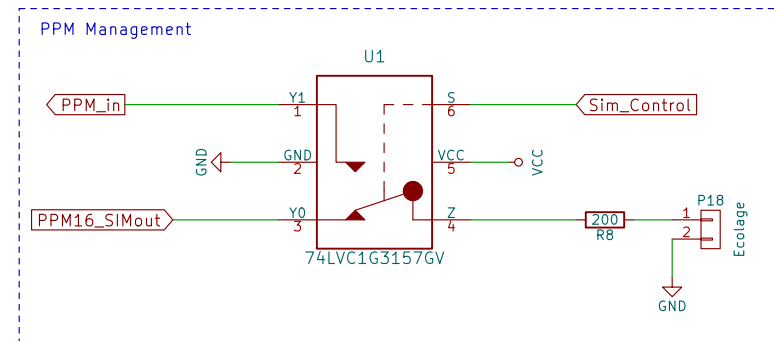 PPM Management
U1
PPM_in
Y1
1
S
6
Sim_Control
GND
GND
2
VCC
5
VCC
PPM16_SIMout
Y0
3
Z
4
200
R8
P18
1
2
Ecolage
74LVC1G3157GV
GND